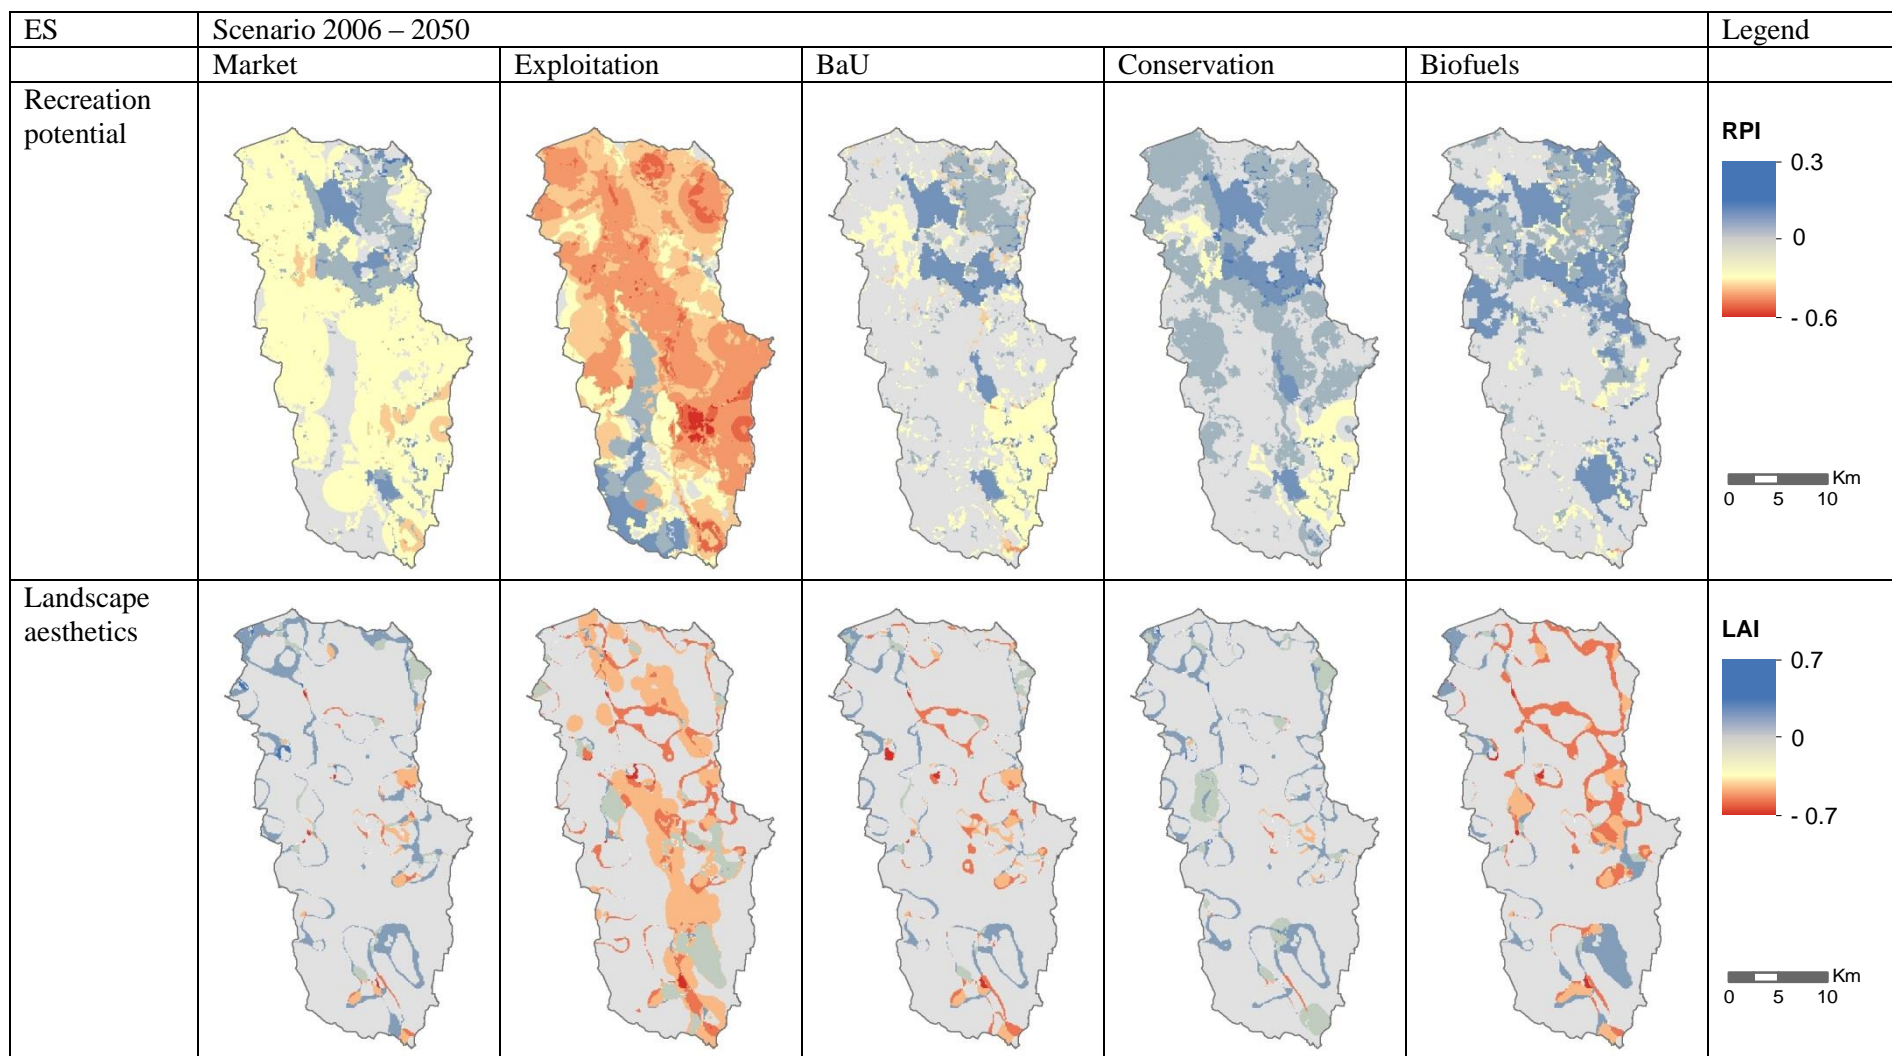 ES Scenario 2006 – 2050 Legend
Market Exploitation BaU Conservation Biofuels
Recreation
potential
RPI
0.3
0
- 0.6
Km
0 5 10
Landscape
aesthetics
LAI
0.7
0
- 0.7
Km
0 5 10